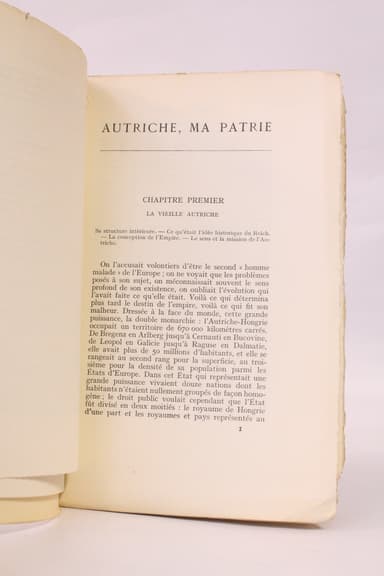 AUTRICHE, MA PATRIE
CHAPITRE PREMIER
LA VIEILLE AUTRICHE
Sa structure intérieure. — Ce qu'était l'idée historique du Reich.
— La conception de l'Empire. — Le sens et la mission de l'Au-
triche.
On l'accusait volontiers d'être le second « homme
malade » de l'Europe ; on ne voyait que les problèmes
posés à son sujet, on méconnaissait souvent le sens
profond de son existence, on oubliait l'évolution qui
l'avait faite ce qu'elle était. Voilà ce qui détermina
plus tard le destin de l'empire, voilà ce qui fit son
malheur. Dressée à la face du monde, cette grande
puissance, la double monarchie : l'Autriche-Hongrie
occupait un territoire de 670 000 kilomètres carrés.
De Bregenz en Arlberg jusqu'à Cernauti en Bucovine,
de Leopol en Galicie jusqu'à Raguse en Dalmatie,
elle avait plus de 50 millions d'habitants, et elle se
rangeait au second rang pour la superficie, au troi-
sième pour la densité de sa population parmi les
États d'Europe. Dans cet État qui représentait une
grande puissance vivaient douze nations dont les
habitants n'étaient nullement groupés de façon homo-
gène ; le droit public voulait cependant que l'État
fût divisé en deux moitiés : le royaume de Hongrie
d'une part et les royaumes et pays représentés au
1